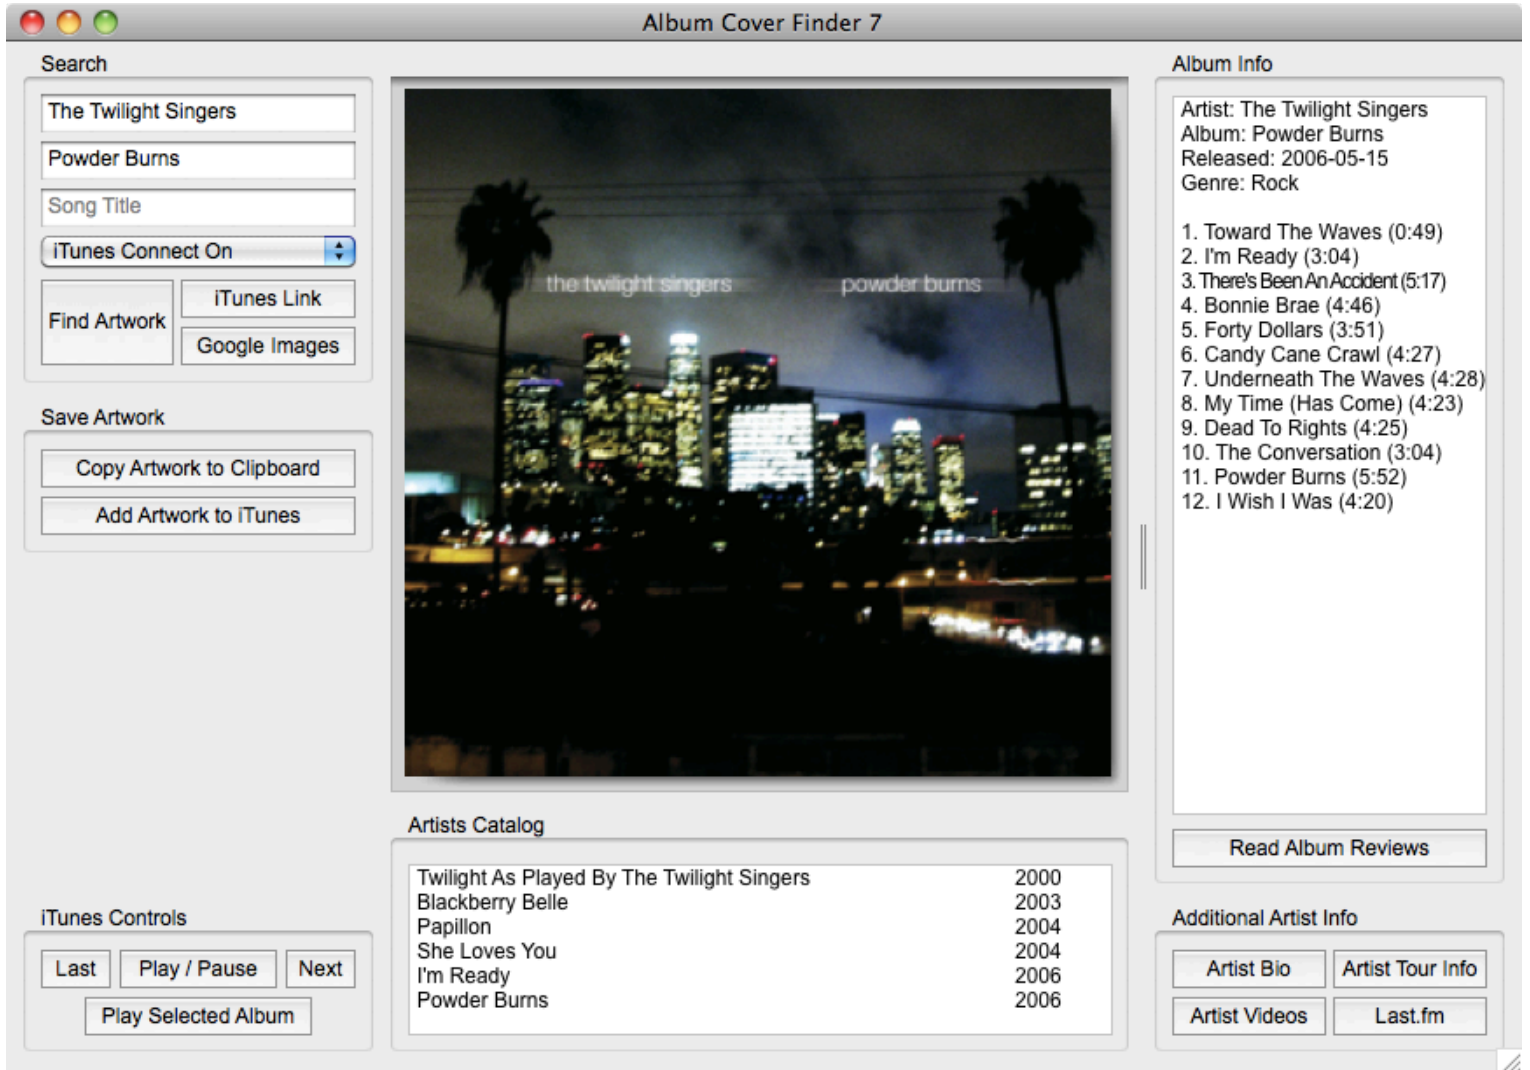 Album Cover Finder 7
Search
The Twilight Singers
Powder Burns
Song Title
iTunes Connect On
Find Artwork
iTunes Link
Google Images
Save Artwork
Copy Artwork to Clipboard
Add Artwork to iTunes
iTunes Controls
Last
Play / Pause
Next
Play Selected Album
the twilight singers
powder burns
Artists Catalog
Twilight As Played By The Twilight Singers 2000
Blackberry Belle 2003
Papillon 2004
She Loves You 2004
I'm Ready 2006
Powder Burns 2006
Album Info
Artist: The Twilight Singers
Album: Powder Burns
Released: 2006-05-15
Genre: Rock
1. Toward The Waves (0:49)
2. I'm Ready (3:04)
3. There's Been An Accident (5:17)
4. Bonnie Brae (4:46)
5. Forty Dollars (3:51)
6. Candy Cane Crawl (4:27)
7. Underneath The Waves (4:28)
8. My Time (Has Come) (4:23)
9. Dead To Rights (4:25)
10. The Conversation (3:04)
11. Powder Burns (5:52)
12. I Wish I Was (4:20)
Read Album Reviews
Additional Artist Info
Artist Bio
Artist Tour Info
Artist Videos
Last.fm